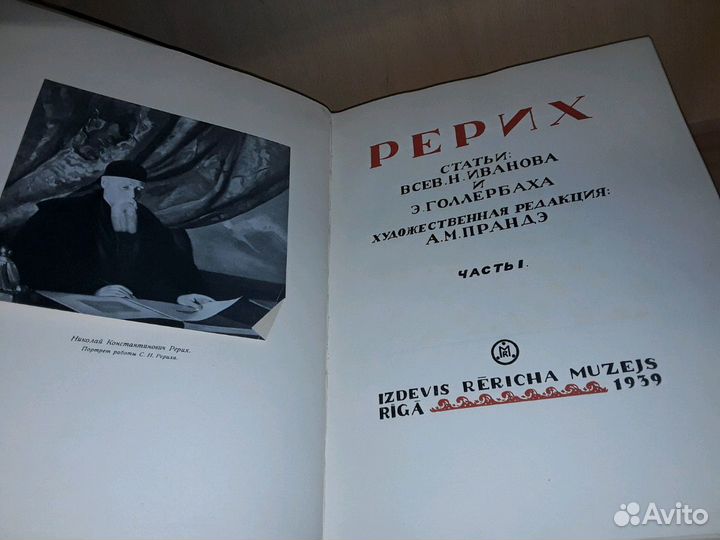 Николай Константинович Рерих.
Портрет работы С. Н. Рериха.
РЕРИХ
СТАТЬИ:
ВСЕВ.Н.ИВАНОВА
И
Э.ГОЛЛЕРБАХА
ХУДОЖЕСТВЕННАЯ РЕДАКЦИЯ:
А.М.ПРАНДЭ
ЧАСТЬ I.
IZDEVIS RĒRICHA MUZEJS
RĪGĀ 1939
Avito